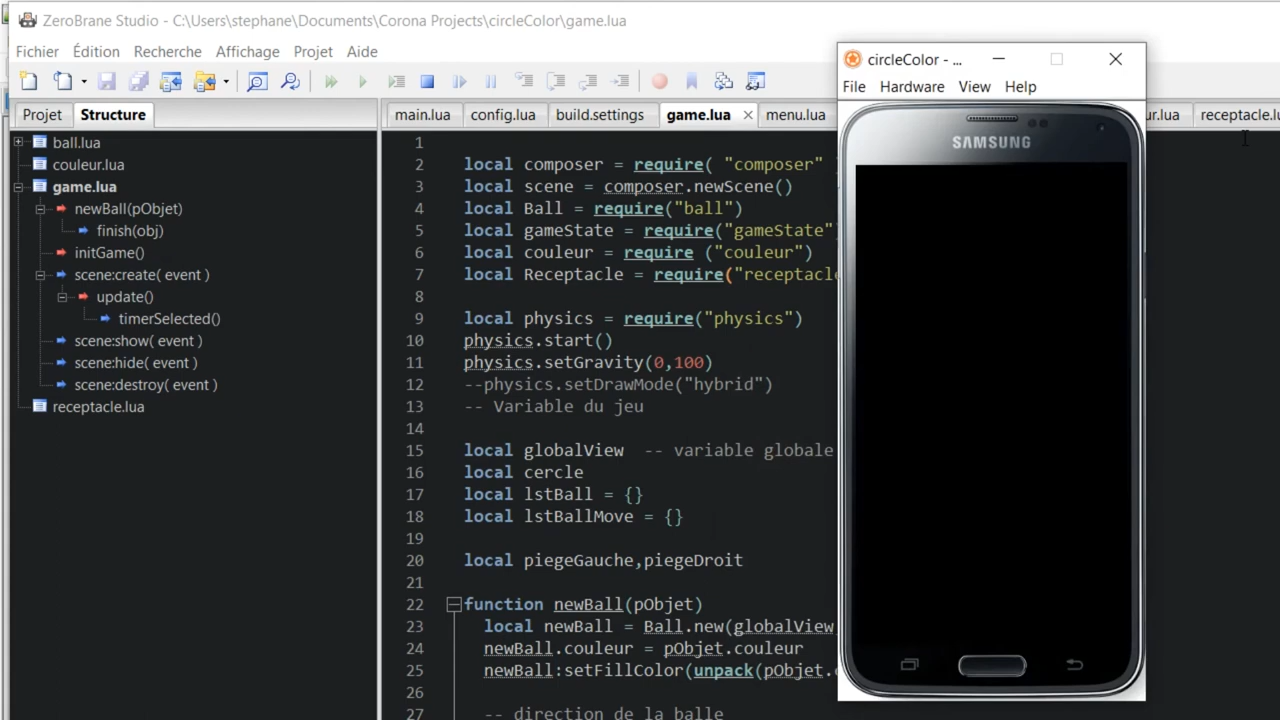 ZeroBrane Studio - C:\Users\stephane\Documents\Corona Projects\circleColor\game.lua
Fichier Édition Recherche Affichage Projet Aide
Projet Structure
ball.lua
couleur.lua
game.lua
newBall(pObjet)
finish(obj)
initGame()
scene:create( event )
update()
timerSelected()
scene:show( event )
scene:hide( event )
scene:destroy( event )
receptacle.lua
main.lua config.lua build.settings game.lua menu.lua ur.lua receptacle.lu
1
2 local composer = require( "composer" )
3 local scene = composer.newScene()
4 local Ball = require("ball")
5 local gameState = require("gameState"
6 local couleur = require ("couleur")
7 local Receptacle = require("receptacle
8
9 local physics = require("physics")
10 physics.start()
11 physics.setGravity(0,100)
12 --physics.setDrawMode("hybrid")
13 -- Variable du jeu
14
15 local globalView -- variable globale
16 local cercle
17 local lstBall = {}
18 local lstBallMove = {}
19
20 local piegeGauche,piegeDroit
21
22 function newBall(pObjet)
23 local newBall = Ball.new(globalView
24 newBall.couleur = pObjet.couleur
25 newBall:setFillColor(unpack(pObjet.c
26
27 -- direction de la balle
circleColor - ...
File Hardware View Help
SAMSUNG